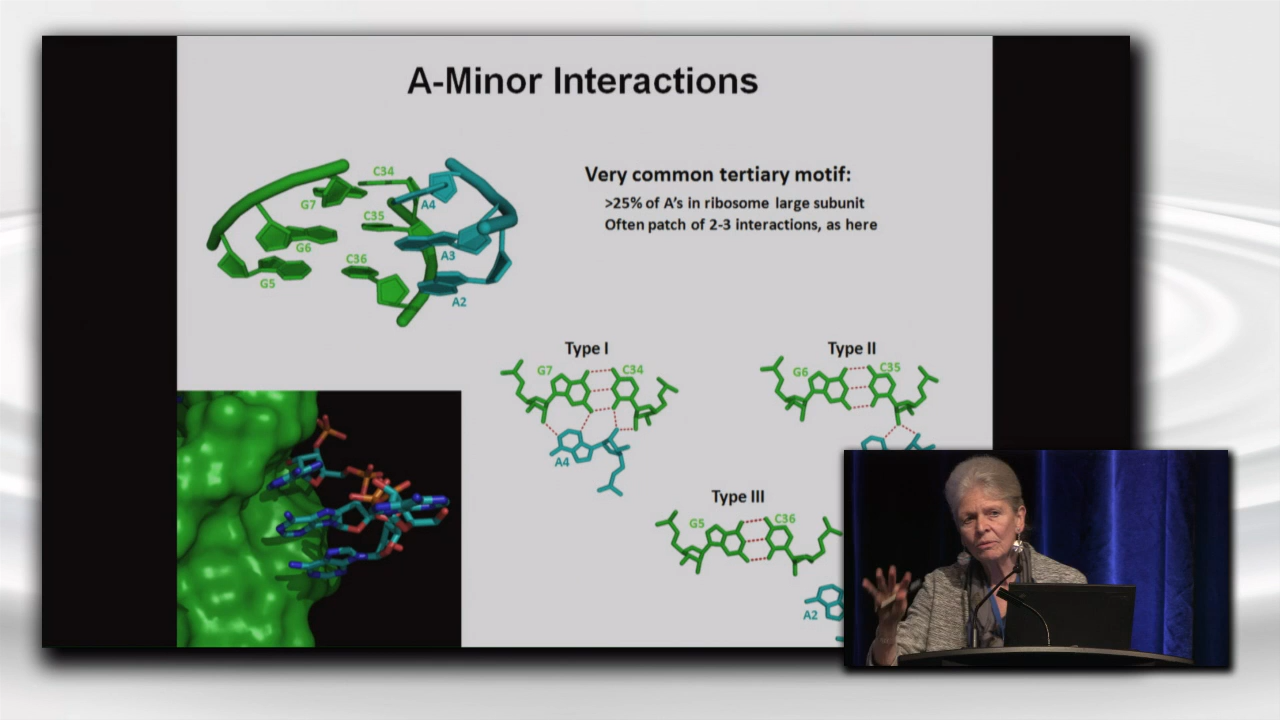 A-Minor Interactions
C34
G7
A4
C35
G6
A3
C36
G5
A2
Very common tertiary motif:
>25% of A's in ribosome large subunit
Often patch of 2-3 interactions, as here
Type I
G7
C34
A4
Type II
G6
C35
Type III
G5
C36
A2